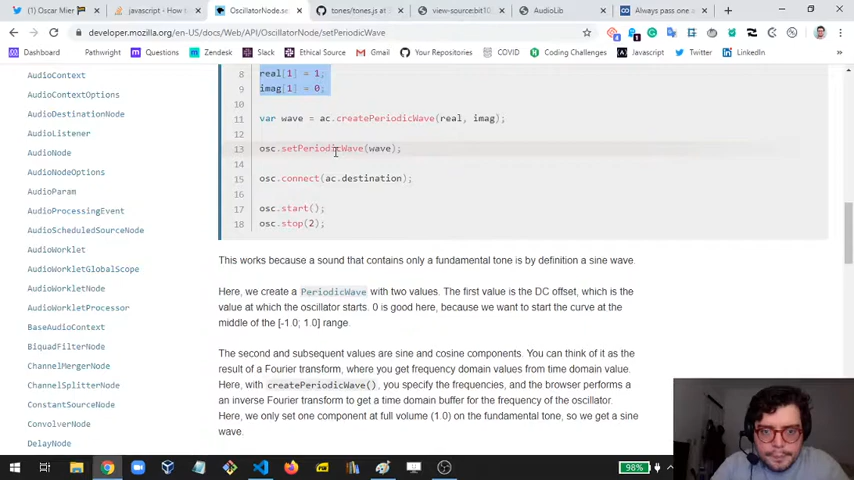 (1) Oscar Mier
javascript - How t
OscillatorNode.se
tones/tones.js at
view-source:bit10
AudioLib
Always pass one o
developer.mozilla.org/en-US/docs/Web/API/OscillatorNode/setPeriodicWave
Dashboard
Pathrise
Questions
Zendesk
Slack
Ethical Source
Gmail
Your Repositories
COVID
Coding Challenge R...
Javascript
Twitter
LinkedIn
AudioContext
AudioContextOptions
AudioDestinationNode
AudioListener
AudioNode
AudioNodeOptions
AudioParam
AudioProcessingEvent
AudioScheduledSourceNode
AudioWorklet
AudioWorkletGlobalScope
AudioWorkletNode
AudioWorkletProcessor
BaseAudioContext
BiquadFilterNode
ChannelMergerNode
ChannelSplitterNode
ConstantSourceNode
ConvolverNode
DelayNode
8 real[1] = 1;
9 imag[1] = 0;
10
11 var wave = ac.createPeriodicWave(real, imag);
12
13 osc.setPeriodicWave(wave);
14
15 osc.connect(ac.destination);
16
17 osc.start();
18 osc.stop(2);
This works because a sound that contains only a fundamental tone is by definition a sine wave.
Here, we create a PeriodicWave with two values. The first value is the DC offset, which is the
value at which the oscillator starts. 0 is good here, because we want to start the curve at the
middle of the [-1.0; 1.0] range.
The second and subsequent values are sine and cosine components. You can think of it as the
result of a Fourier transform, where you get frequency domain values from time domain value.
Here, with createPeriodicWave(), you specify the frequencies, and the browser performs a
an inverse Fourier transform to get a time domain buffer for the frequency of the oscillator.
Here, we only set one component at full volume (1.0) on the fundamental tone, so we get a sine
wave.
98%